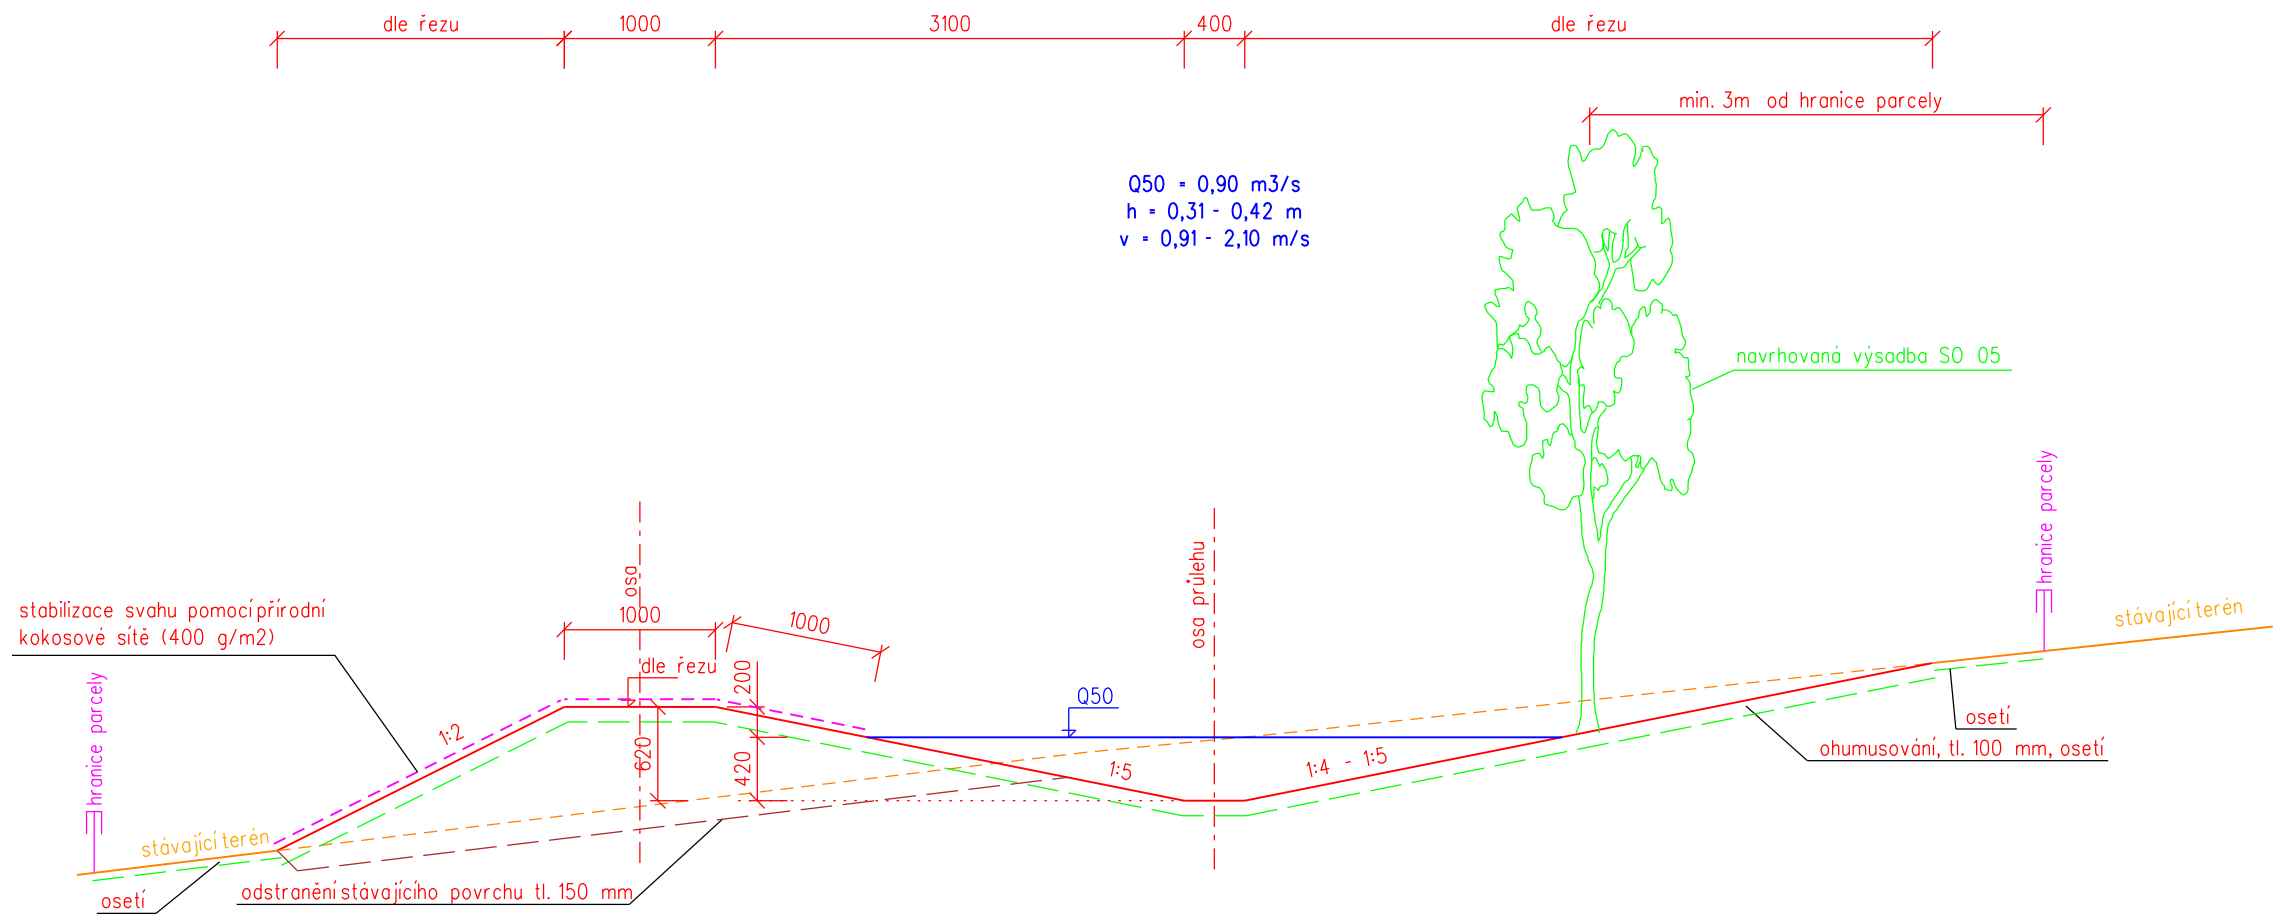 dle řezu
1000
3100
400
dle řezu
min. 3m od hranice parcely
Q50 = 0,90 m3/s
h = 0,31 - 0,42 m
v = 0,91 - 2,10 m/s
navrhovaná výsadba SO 05
hranice parcely
stávající terén
osa
osa průlehu
stabilizace svahu pomocí přírodní
kokosové sítě (400 g/m2)
1000
1000
dle řezu
200
Q50
hranice parcely
1:2
620
420
1:5
1:4 - 1:5
osetí
ohumusování, tl. 100 mm, osetí
stávající terén
osetí
odstranění stávajícího povrchu tl. 150 mm